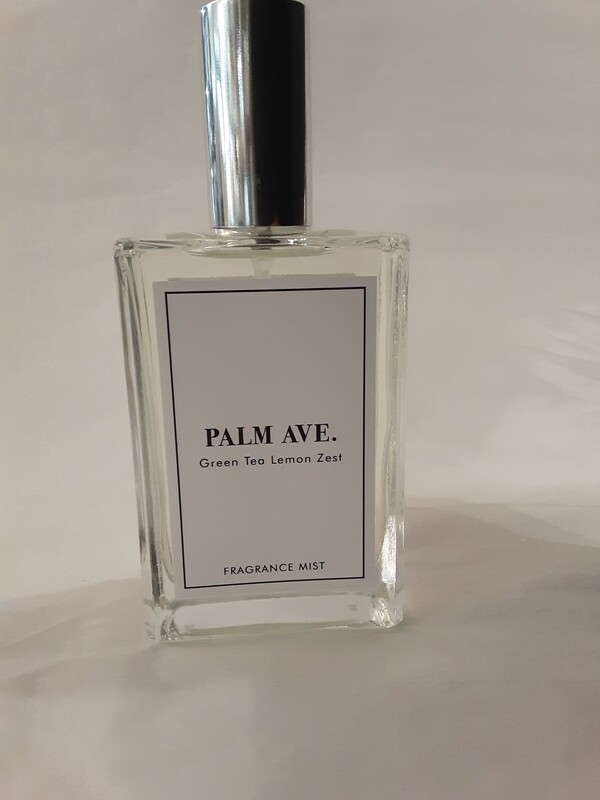 PALM AVE.
Green Tea Lemon Zest
FRAGRANCE MIST